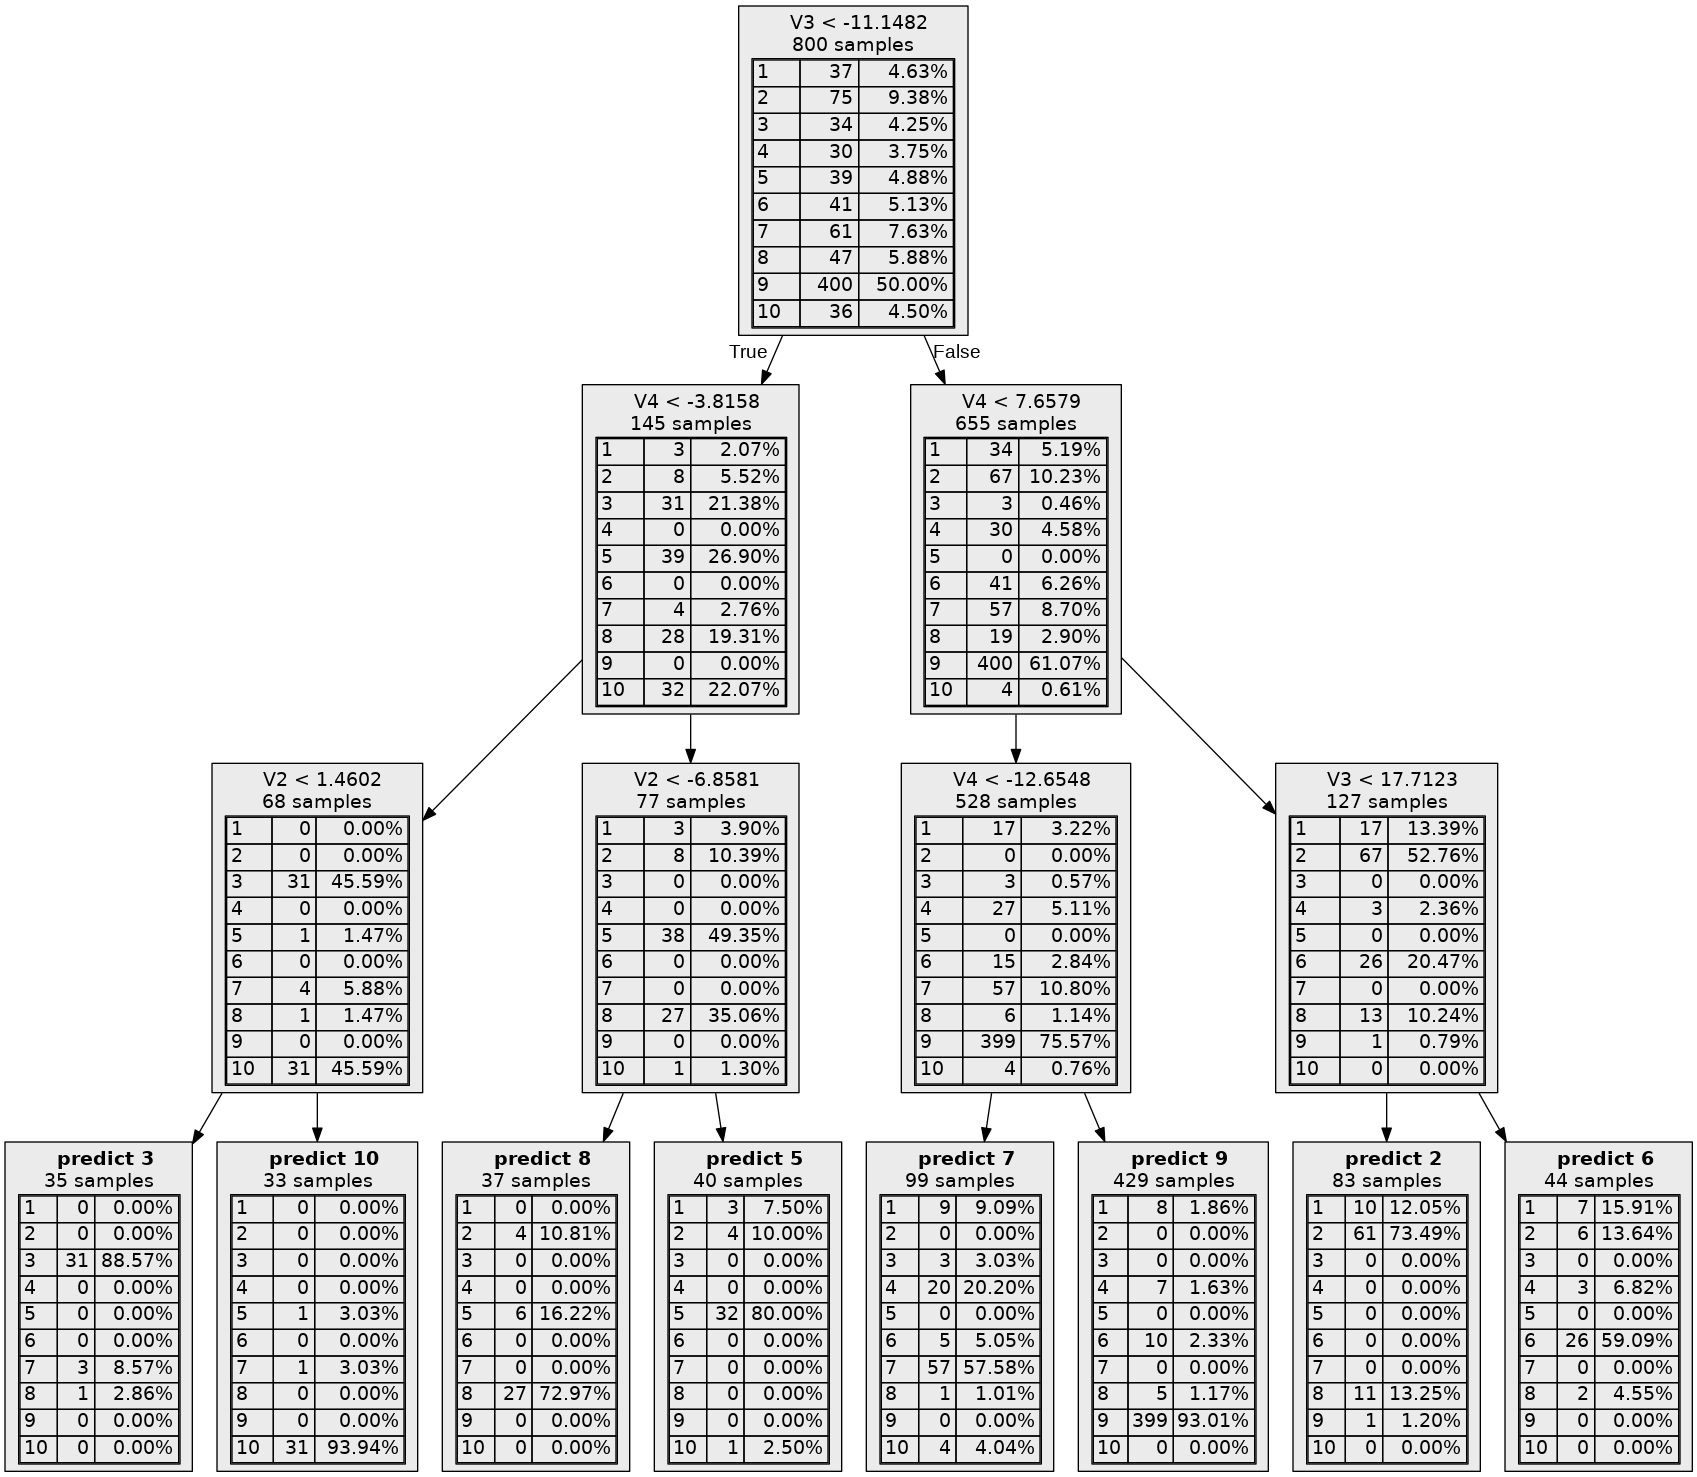 V3 < -11.1482
800 samples
1 37 4.63%
2 75 9.38%
3 34 4.25%
4 30 3.75%
5 39 4.88%
6 41 5.13%
7 61 7.63%
8 47 5.88%
9 400 50.00%
10 36 4.50%
True
False
V4 < -3.8158
145 samples
1 3 2.07%
2 8 5.52%
3 31 21.38%
4 0 0.00%
5 39 26.90%
6 0 0.00%
7 4 2.76%
8 28 19.31%
9 0 0.00%
10 32 22.07%
V4 < 7.6579
655 samples
1 34 5.19%
2 67 10.23%
3 3 0.46%
4 30 4.58%
5 0 0.00%
6 41 6.26%
7 57 8.70%
8 19 2.90%
9 400 61.07%
10 4 0.61%
V2 < 1.4602
68 samples
1 0 0.00%
2 0 0.00%
3 31 45.59%
4 0 0.00%
5 1 1.47%
6 0 0.00%
7 4 5.88%
8 1 1.47%
9 0 0.00%
10 31 45.59%
V2 < -6.8581
77 samples
1 3 3.90%
2 8 10.39%
3 0 0.00%
4 0 0.00%
5 38 49.35%
6 0 0.00%
7 0 0.00%
8 27 35.06%
9 0 0.00%
10 1 1.30%
V4 < -12.6548
528 samples
1 17 3.22%
2 0 0.00%
3 3 0.57%
4 27 5.11%
5 0 0.00%
6 15 2.84%
7 57 10.80%
8 6 1.14%
9 399 75.57%
10 4 0.76%
V3 < 17.7123
127 samples
1 17 13.39%
2 67 52.76%
3 0 0.00%
4 3 2.36%
5 0 0.00%
6 26 20.47%
7 0 0.00%
8 13 10.24%
9 1 0.79%
10 0 0.00%
predict 3
35 samples
1 0 0.00%
2 0 0.00%
3 31 88.57%
4 0 0.00%
5 0 0.00%
6 0 0.00%
7 3 8.57%
8 1 2.86%
9 0 0.00%
10 0 0.00%
predict 10
33 samples
1 0 0.00%
2 0 0.00%
3 0 0.00%
4 0 0.00%
5 1 3.03%
6 0 0.00%
7 1 3.03%
8 0 0.00%
9 0 0.00%
10 31 93.94%
predict 8
37 samples
1 0 0.00%
2 4 10.81%
3 0 0.00%
4 0 0.00%
5 6 16.22%
6 0 0.00%
7 0 0.00%
8 27 72.97%
9 0 0.00%
10 0 0.00%
predict 5
40 samples
1 3 7.50%
2 4 10.00%
3 0 0.00%
4 0 0.00%
5 32 80.00%
6 0 0.00%
7 0 0.00%
8 0 0.00%
9 0 0.00%
10 1 2.50%
predict 7
99 samples
1 9 9.09%
2 0 0.00%
3 3 3.03%
4 20 20.20%
5 0 0.00%
6 5 5.05%
7 57 57.58%
8 1 1.01%
9 0 0.00%
10 4 4.04%
predict 9
429 samples
1 8 1.86%
2 0 0.00%
3 0 0.00%
4 7 1.63%
5 0 0.00%
6 10 2.33%
7 0 0.00%
8 5 1.17%
9 399 93.01%
10 0 0.00%
predict 2
83 samples
1 10 12.05%
2 61 73.49%
3 0 0.00%
4 0 0.00%
5 0 0.00%
6 0 0.00%
7 0 0.00%
8 11 13.25%
9 1 1.20%
10 0 0.00%
predict 6
44 samples
1 7 15.91%
2 6 13.64%
3 0 0.00%
4 3 6.82%
5 0 0.00%
6 26 59.09%
7 0 0.00%
8 2 4.55%
9 0 0.00%
10 0 0.00%